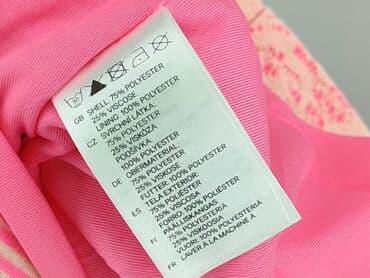 30
GB SHELL: 75% POLYESTER
25% VISCOSE
LINING: 100% POLYESTER
CZ SVRCHNÍ LÁTKA:
75% POLYESTER
25% VISKÓZA
PODŠÍVKA:
100% POLYESTER
DE OBERMATERIAL:
75% POLYESTER
25% VISKOSE
FUTTER: 100% POLYESTER
ES TELA EXTERIOR:
75% POLIÉSTER
25% VISCOSA
FORRO: 100% POLIÉSTER
FI PÄÄLLISKANGAS:
75% POLYESTERIA
25% VISKOOSIA
VUORI: 100% POLYESTERIA
FR LAVER À LA MACHINE A